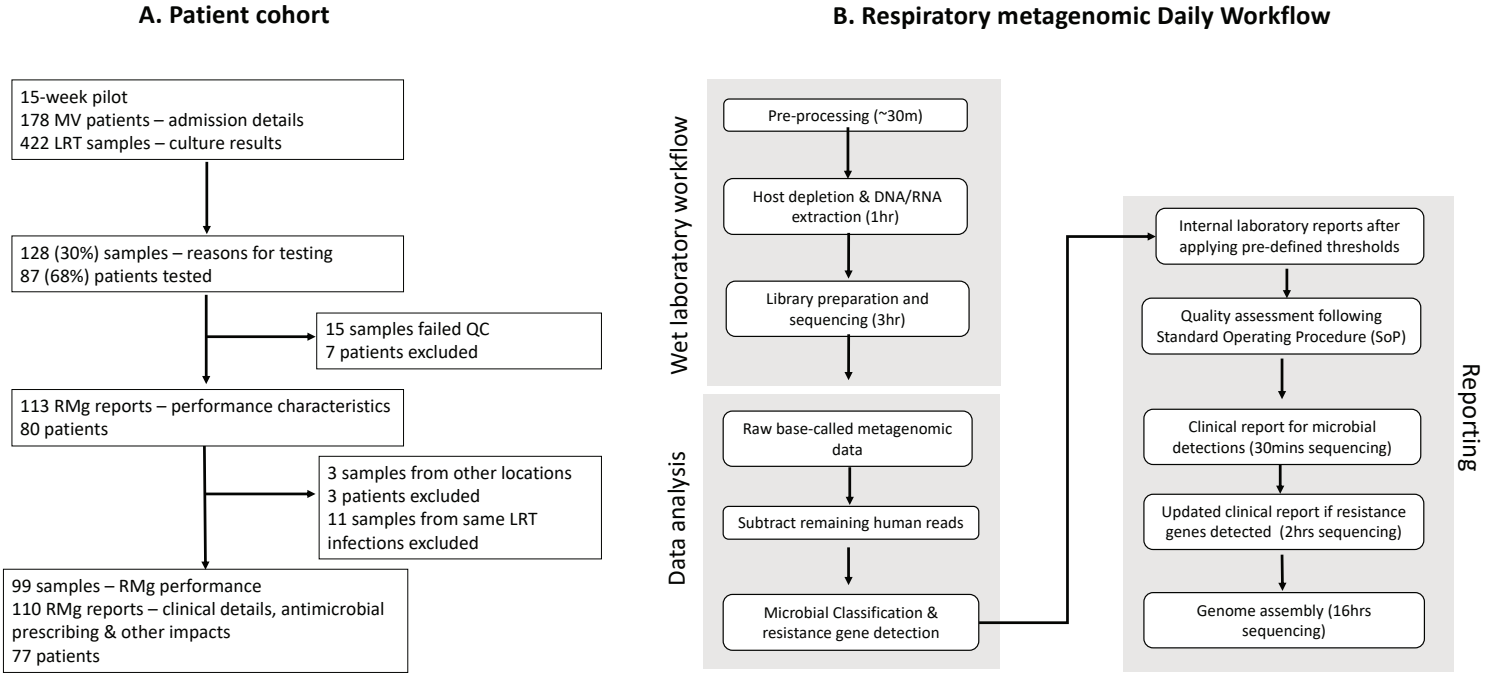 A. Patient cohort
15-week pilot
178 MV patients – admission details
422 LRT samples – culture results
128 (30%) samples – reasons for testing
87 (68%) patients tested
15 samples failed QC
7 patients excluded
113 RMg reports – performance characteristics
80 patients
3 samples from other locations
3 patients excluded
11 samples from same LRT
infections excluded
99 samples – RMg performance
110 RMg reports – clinical details, antimicrobial
prescribing & other impacts
77 patients
B. Respiratory metagenomic Daily Workflow
Wet laboratory workflow
Pre-processing (~30m)
Host depletion & DNA/RNA
extraction (1hr)
Library preparation and
sequencing (3hr)
Data analysis
Raw base-called metagenomic
data
Subtract remaining human reads
Microbial Classification &
resistance gene detection
Reporting
Internal laboratory reports after
applying pre-defined thresholds
Quality assessment following
Standard Operating Procedure (SoP)
Clinical report for microbial
detections (30mins sequencing)
Updated clinical report if resistance
genes detected (2hrs sequencing)
Genome assembly (16hrs
sequencing)